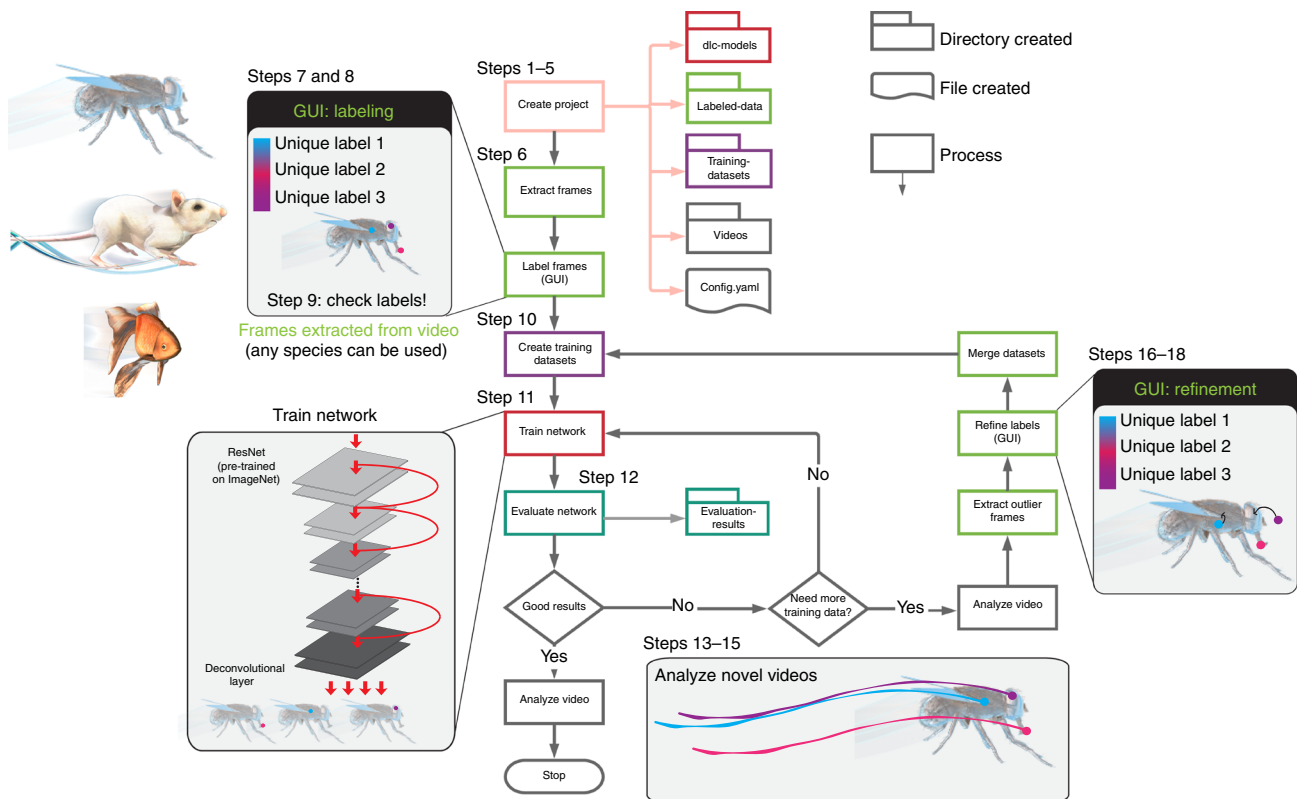 Steps 7 and 8
GUI: labeling
Unique label 1
Unique label 2
Unique label 3
Step 9: check labels!
Frames extracted from video
(any species can be used)
Steps 1–5
Create project
Step 6
Extract frames
Label frames
(GUI)
dlc-models
Labeled-data
Training-
datasets
Videos
Config.yaml
Directory created
File created
Process
Step 10
Create training
datasets
Merge datasets
Steps 16–18
GUI: refinement
Unique label 1
Unique label 2
Unique label 3
Refine labels
(GUI)
Extract outlier
frames
Analyze video
Step 11
Train network
Train network
ResNet
(pre-trained
on ImageNet)
Deconvolutional
layer
Step 12
Evaluate network
Evaluation-
results
No
Good results
No
Need more
training data?
Yes
Yes
Analyze video
Stop
Steps 13–15
Analyze novel videos